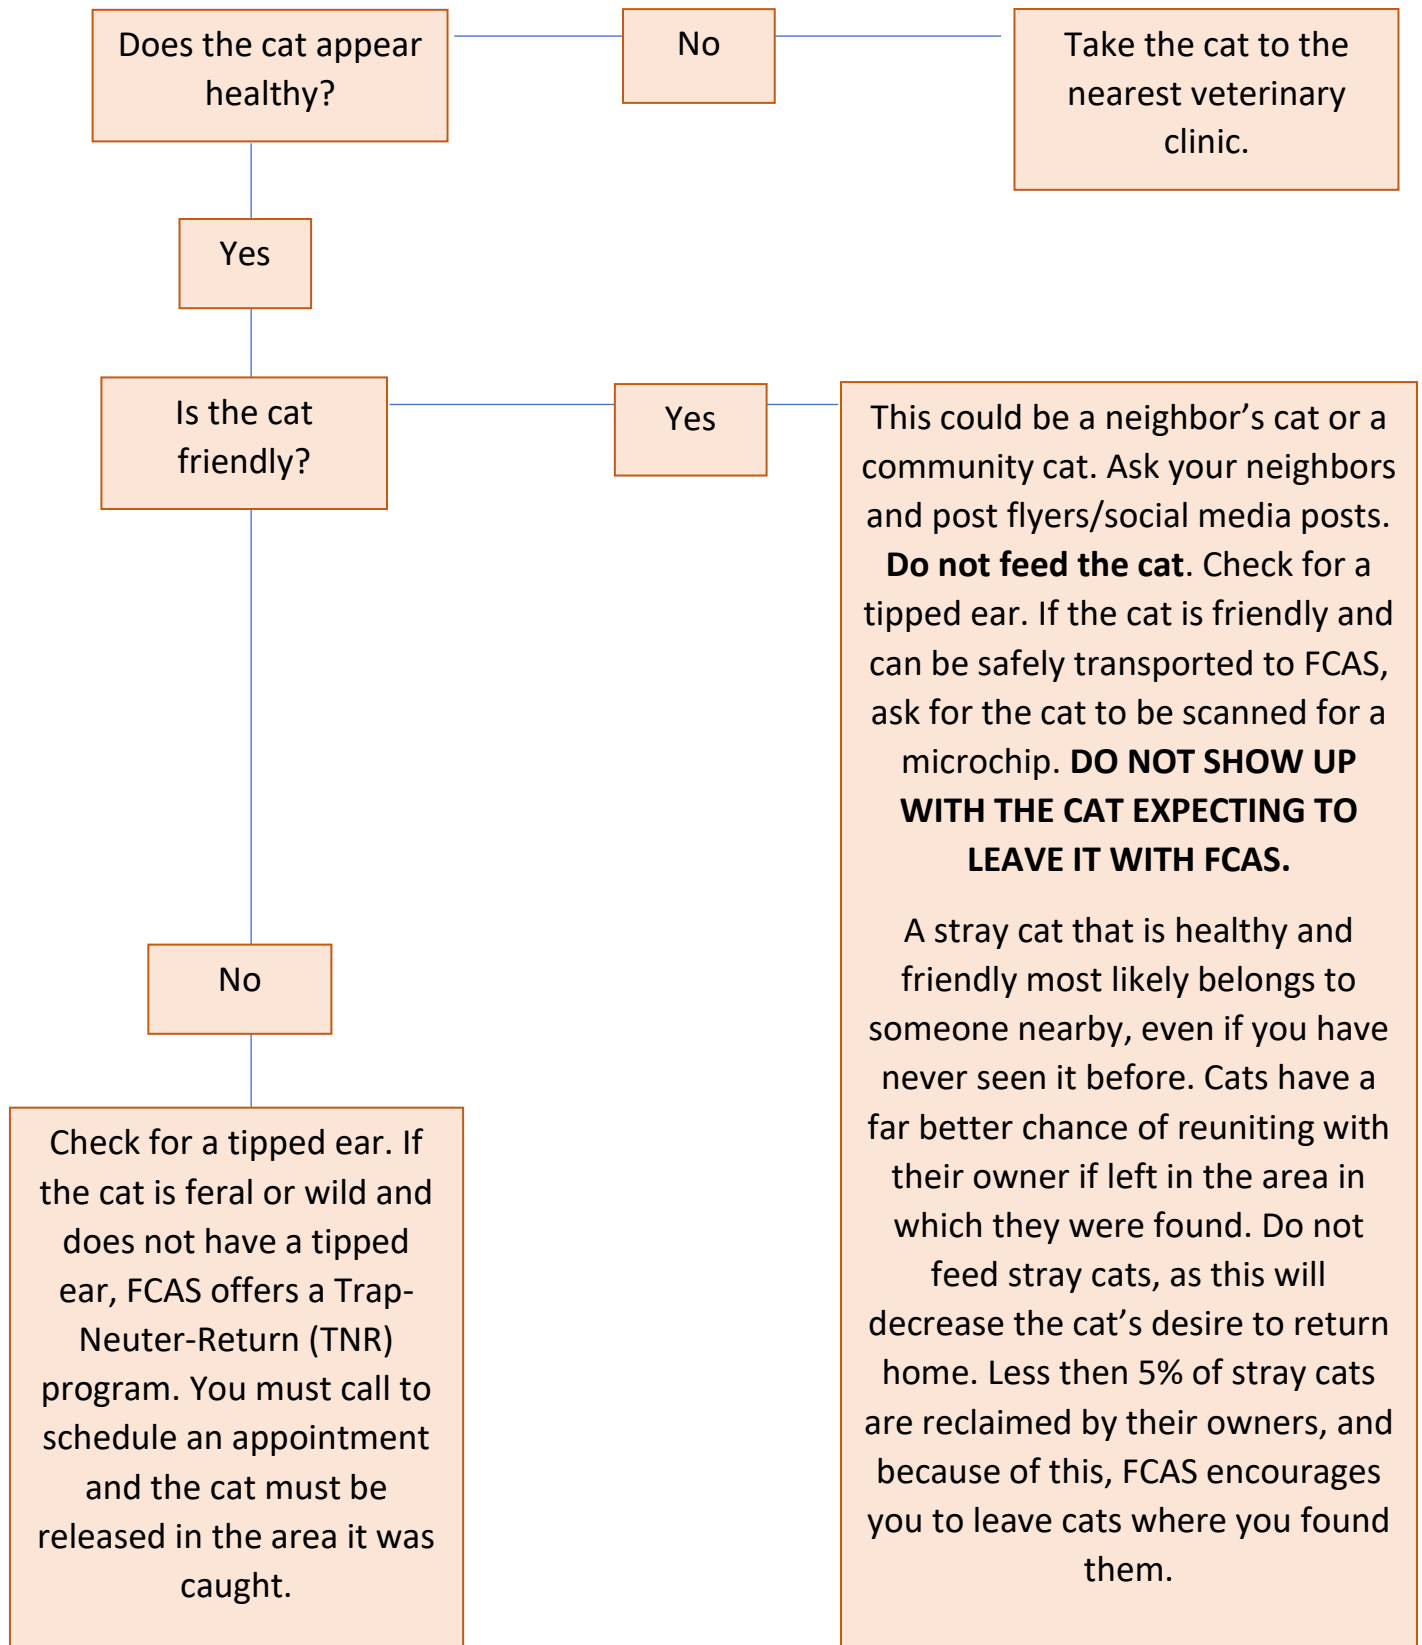 Does the cat appear
healthy?
No
Take the cat to the
nearest veterinary
clinic.
Yes
Is the cat
friendly?
Yes
This could be a neighbor’s cat or a
community cat. Ask your neighbors
and post flyers/social media posts.
Do not feed the cat. Check for a
tipped ear. If the cat is friendly and
can be safely transported to FCAS,
ask for the cat to be scanned for a
microchip. DO NOT SHOW UP
WITH THE CAT EXPECTING TO
LEAVE IT WITH FCAS.
A stray cat that is healthy and
friendly most likely belongs to
someone nearby, even if you have
never seen it before. Cats have a
far better chance of reuniting with
their owner if left in the area in
which they were found. Do not
feed stray cats, as this will
decrease the cat’s desire to return
home. Less then 5% of stray cats
are reclaimed by their owners, and
because of this, FCAS encourages
you to leave cats where you found
them.
No
Check for a tipped ear. If
the cat is feral or wild and
does not have a tipped
ear, FCAS offers a Trap-
Neuter-Return (TNR)
program. You must call to
schedule an appointment
and the cat must be
released in the area it was
caught.